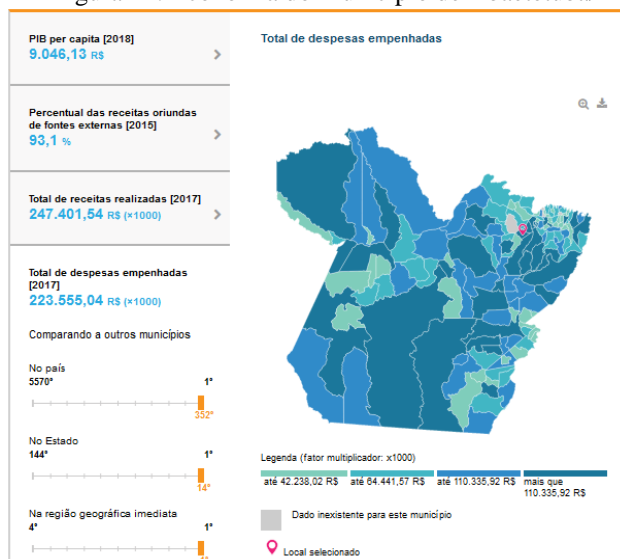 PIB per capita [2018]
9.046,13 R$
Percentual das receitas oriundas
de fontes externas [2015]
93,1 %
Total de receitas realizadas [2017]
247.401,54 R$ (×1000)
Total de despesas empenhadas
[2017]
223.555,04 R$ (×1000)
Comparando a outros municípios
No país
5570° 1°
352°
No Estado
144° 1°
14°
Na região geográfica imediata
4° 1°
Total de despesas empenhadas
Legenda (fator multiplicador: x1000)
até 42.238,02 R$ até 64.441,57 R$ até 110.335,92 R$ mais que
110.335,92 R$
Dado inexistente para este município
Local selecionado